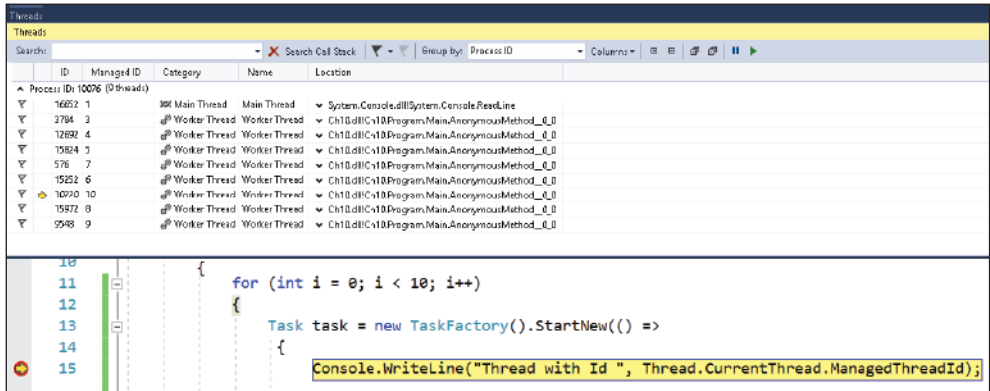 Threads
Threads
Search: Search Call Stack Group by: Process ID Columns
ID Managed ID Category Name Location
Process ID: 10076 (9 threads)
16652 1 Main Thread Main Thread System.Console.dll!System.Console.ReadLine
3784 3 Worker Thread Worker Thread Ch10.dll!Ch10.Program.Main.AnonymousMethod__0_0
12692 4 Worker Thread Worker Thread Ch10.dll!Ch10.Program.Main.AnonymousMethod__0_0
15824 5 Worker Thread Worker Thread Ch10.dll!Ch10.Program.Main.AnonymousMethod__0_0
576 7 Worker Thread Worker Thread Ch10.dll!Ch10.Program.Main.AnonymousMethod__0_0
15252 6 Worker Thread Worker Thread Ch10.dll!Ch10.Program.Main.AnonymousMethod__0_0
10220 10 Worker Thread Worker Thread Ch10.dll!Ch10.Program.Main.AnonymousMethod__0_0
15972 8 Worker Thread Worker Thread Ch10.dll!Ch10.Program.Main.AnonymousMethod__0_0
9548 9 Worker Thread Worker Thread Ch10.dll!Ch10.Program.Main.AnonymousMethod__0_0
10 {
11 for (int i = 0; i < 10; i++)
12 {
13 Task task = new TaskFactory().StartNew(() =>
14 {
15 Console.WriteLine("Thread with Id ", Thread.CurrentThread.ManagedThreadId);